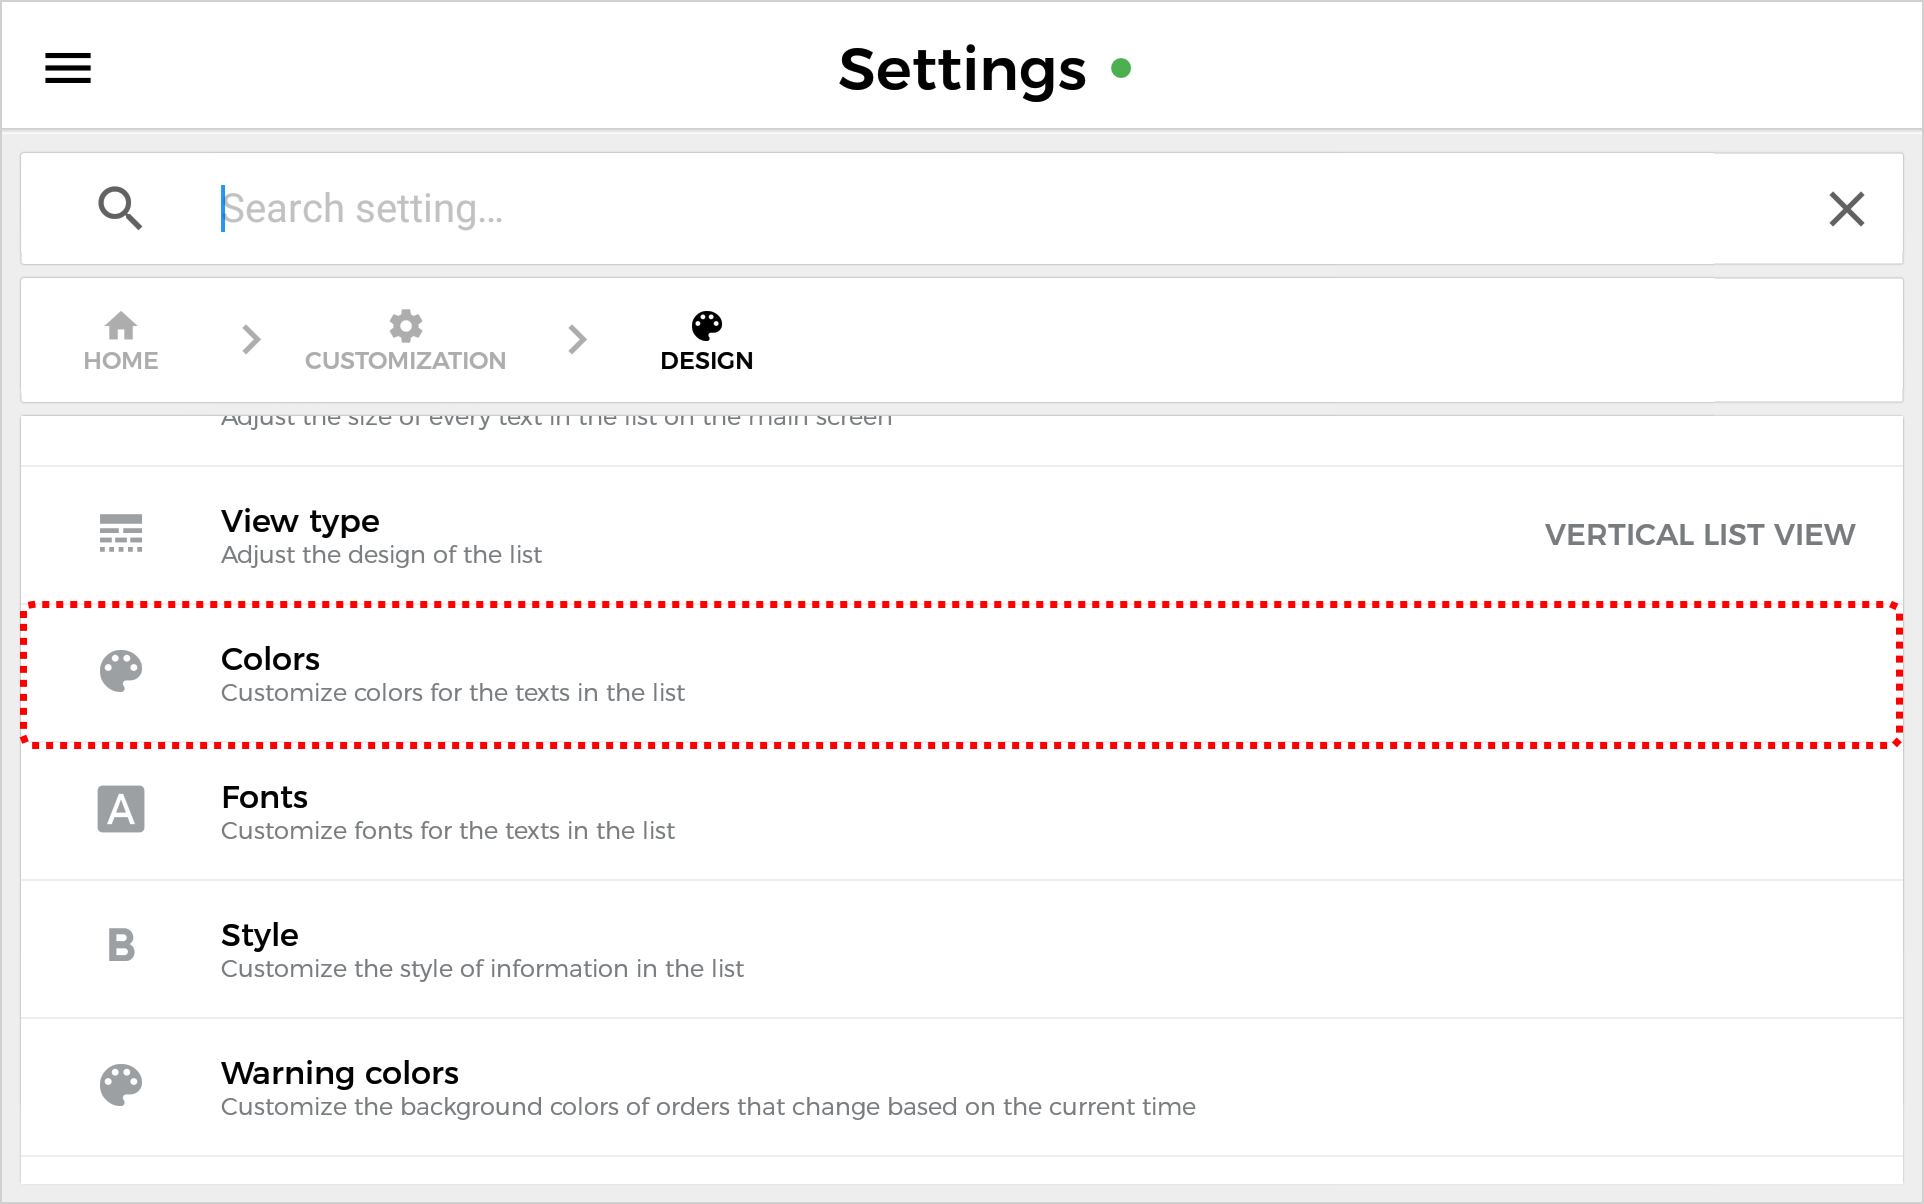 Settings
Search setting...
HOME
CUSTOMIZATION
DESIGN
Adjust the size of every text in the list on the main screen
View type
Adjust the design of the list
VERTICAL LIST VIEW
Colors
Customize colors for the texts in the list
A
Fonts
Customize fonts for the texts in the list
B
Style
Customize the style of information in the list
Warning colors
Customize the background colors of orders that change based on the current time